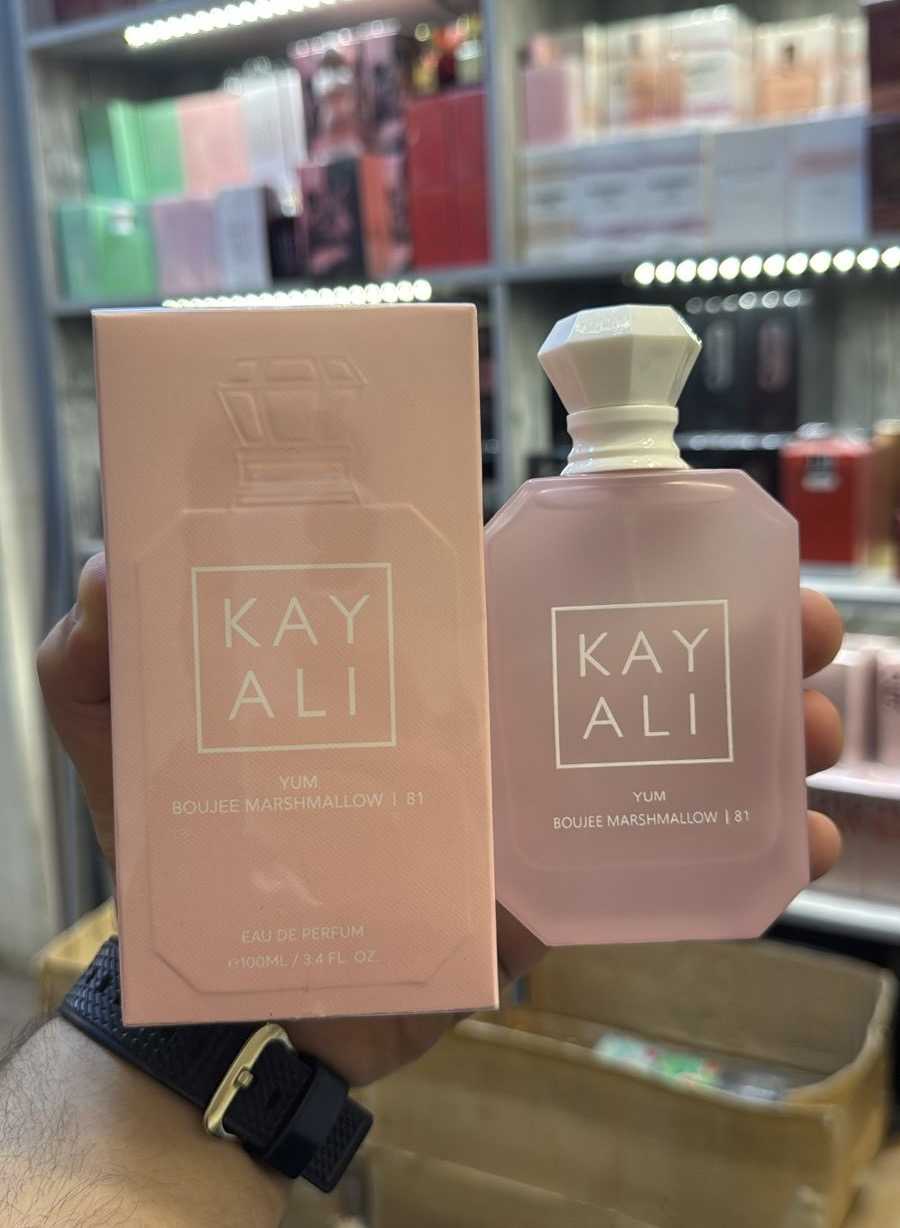 KAY
ALI
YUM
BOUJEE MARSHMALLOW | 81
EAU DE PERFUM
℮100ML / 3.4 FL. OZ.
KAY
ALI
YUM
BOUJEE MARSHMALLOW | 81